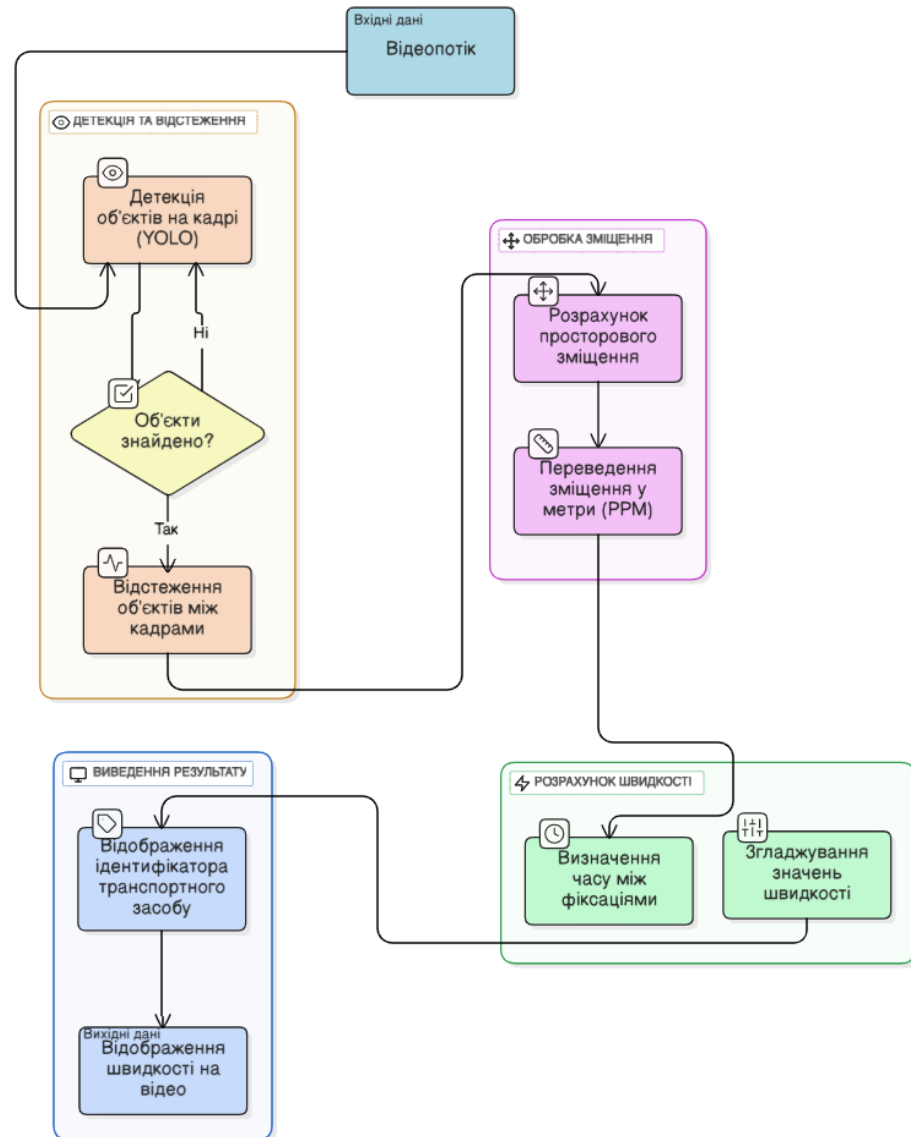 Вхідні дані
Відеопотік
ДЕТЕКЦІЯ ТА ВІДСТЕЖЕННЯ
Детекція
об'єктів на кадрі
(YOLO)
Ні
Об'єкти
знайдено?
Так
Відстеження
об'єктів між
кадрами
ОБРОБКА ЗМІЩЕННЯ
Розрахунок
просторового
зміщення
Переведення
зміщення у
метри (PPM)
РОЗРАХУНОК ШВИДКОСТІ
Визначення
часу між
фіксаціями
Згладжування
значень
швидкості
ВИВЕДЕННЯ РЕЗУЛЬТАТУ
Відображення
ідентифікатора
транспортного
засобу
Вихідні дані
Відображення
швидкості на
відео